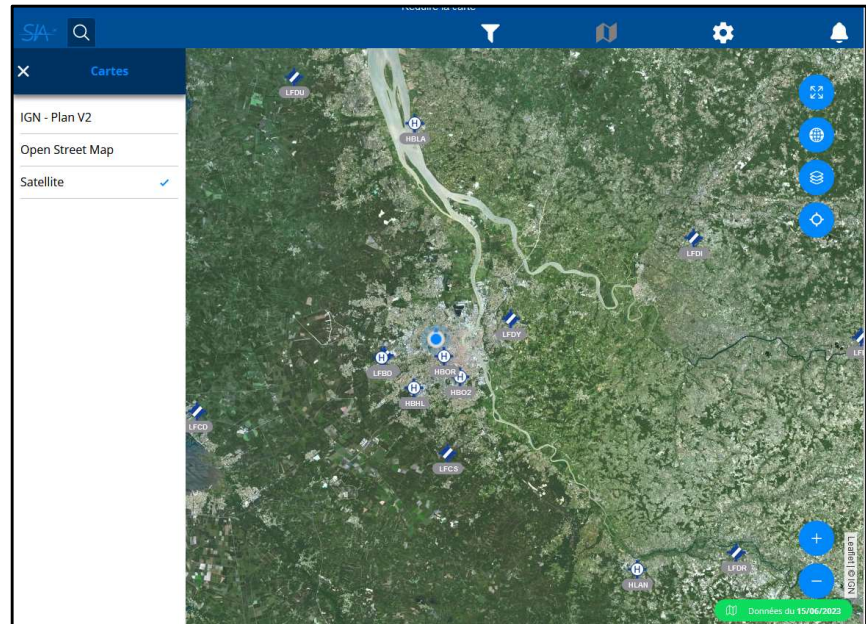 Réduire la carte
SIA
Cartes
IGN - Plan V2
Open Street Map
Satellite
LFDU
HBLA
LFDI
LFDY
LFBD
HBOR
HBO2
HBHL
LFCD
LFCS
HLAN
LFDR
Leaflet | © IGN
Données du 15/06/2023